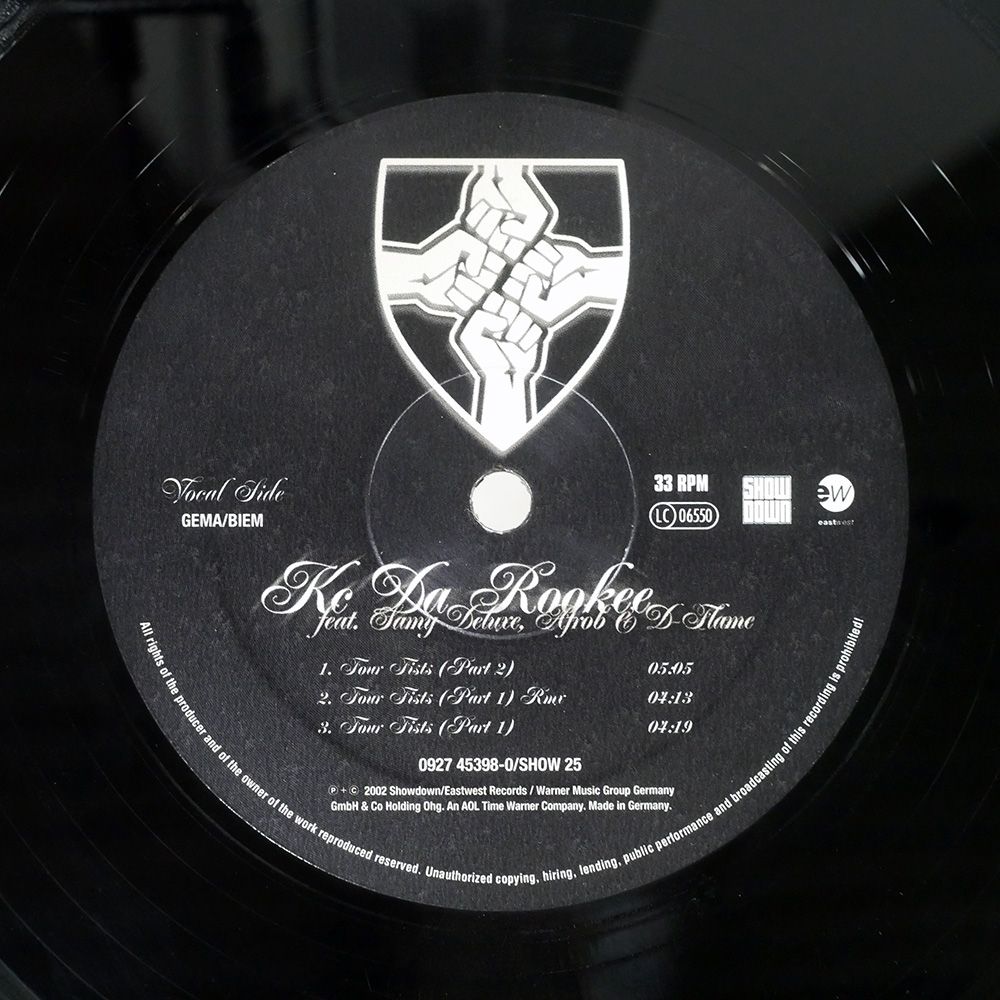 Vocal Side
GEMA/BIEM
33 RPM
LC 06550
SHOW
DOWN
ew
eastwest
Kc Da Rookee
feat. Samy Deluxe, Afrob & D-Flame
1. Four Fists (Part 2) 05:05
2. Four Fists (Part 1) Rmx 04:13
3. Four Fists (Part 1) 04:19
0927 45398-0/SHOW 25
Ⓟ + © 2002 Showdown/Eastwest Records / Warner Music Group Germany
GmbH & Co Holding Ohg. An AOL Time Warner Company. Made in Germany.
All rights of the producer and of the owner of the work reproduced reserved. Unauthorized copying, hiring, lending, public performance and broadcasting of this recording is prohibited!